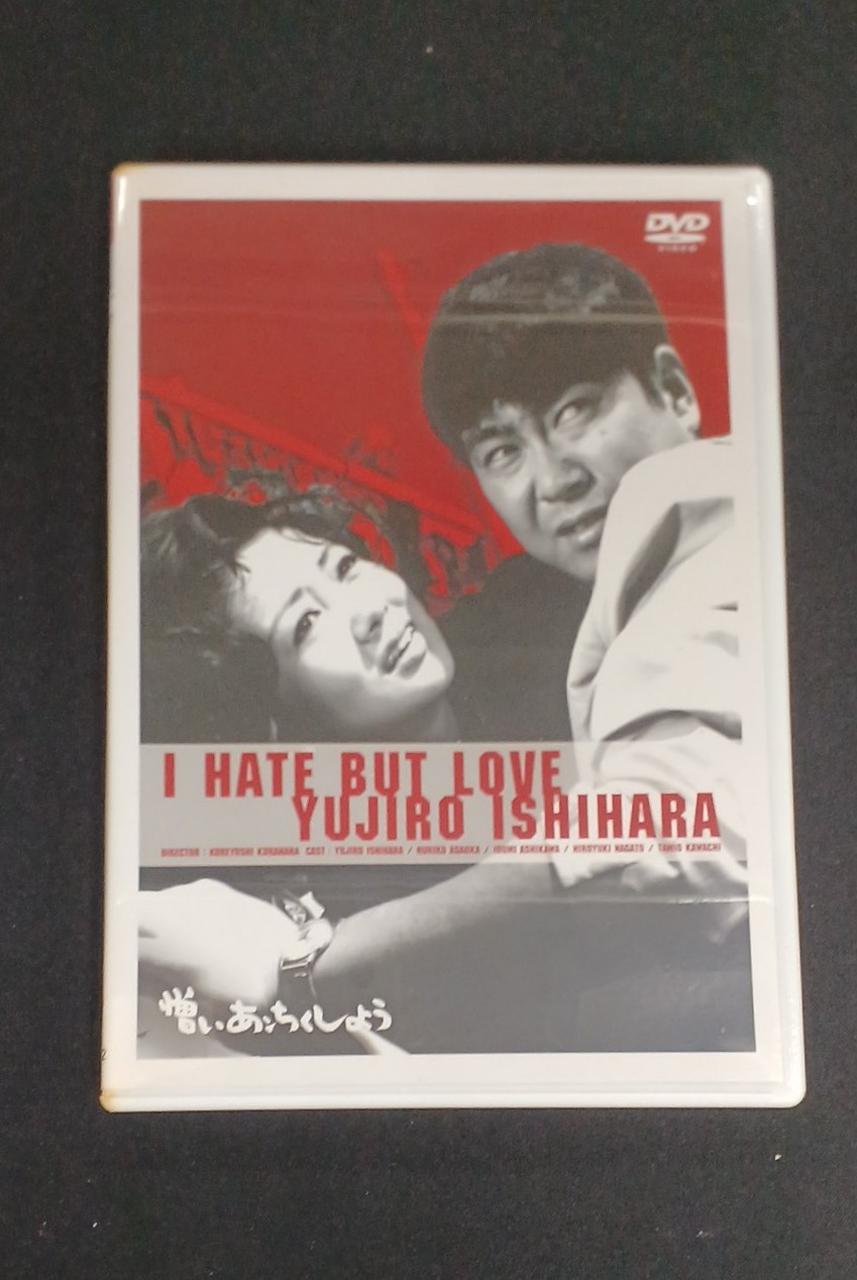 DVD
VIDEO
I HATE BUT LOVE
YUJIRO ISHIHARA
DIRECTOR : KOREYOSHI KURAHARA CAST : YUJIRO ISHIHARA / RURIKO ASAOKA / IZUMI ASHIKAWA / HIROYUKI NAGATO / TAMIO KAWACHI
憎いあンちくしょう